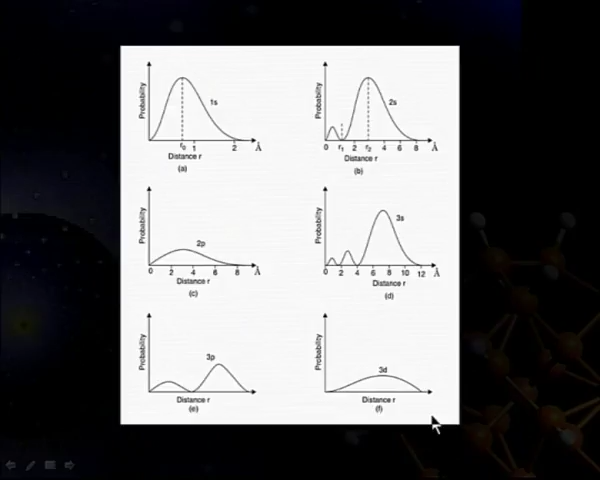 Probability
1s
r₀ 1 2 Å
Distance r
(a)
Probability
2s
0 r₁ 2 r₂ 4 6 8 Å
Distance r
(b)
Probability
2p
0 2 4 6 8 Å
Distance r
(c)
Probability
3s
0 2 4 6 8 10 12 Å
Distance r
(d)
Probability
3p
Distance r
(e)
Probability
3d
Distance r
(f)